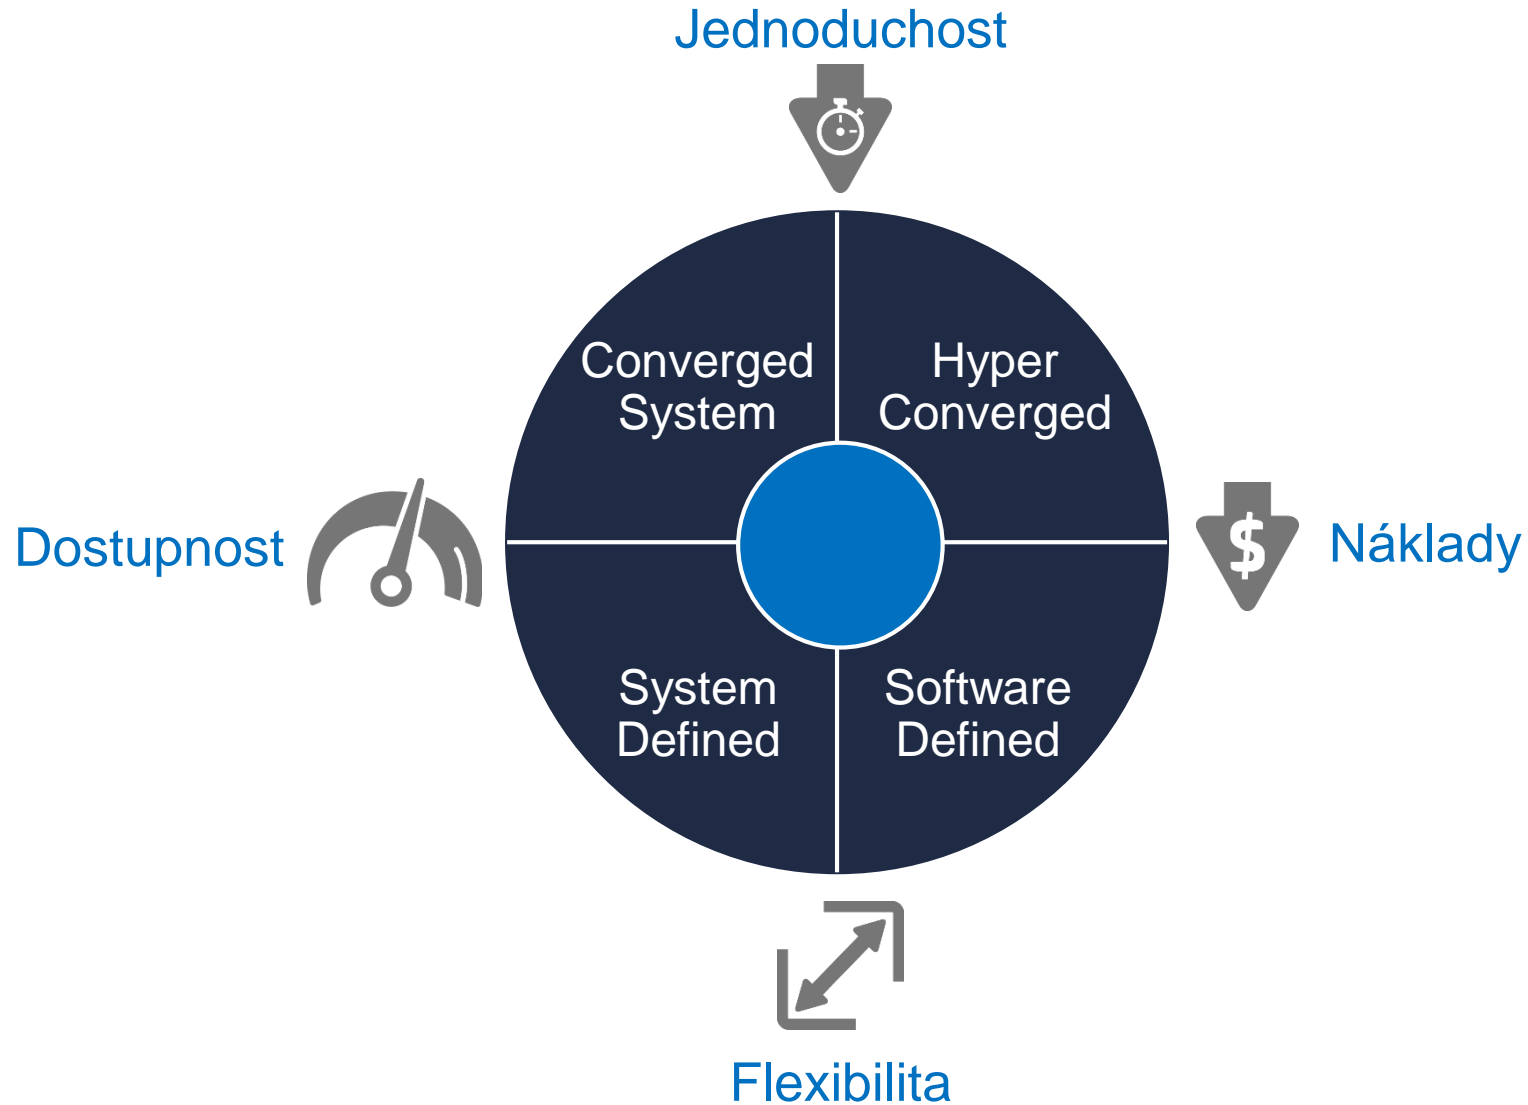 Jednoduchost
Converged
System
Hyper
Converged
Dostupnost
$
Náklady
System
Defined
Software
Defined
Flexibilita